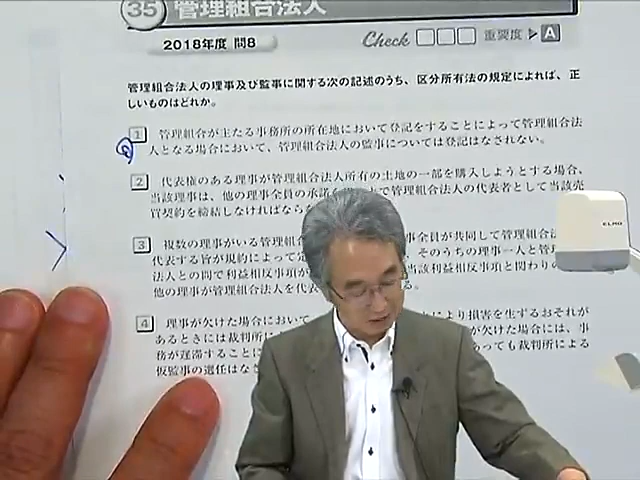 35 管理組合法人
2018年度 問8 Check 重要度 A
管理組合法人の理事及び監事に関する次の記述のうち、区分所有法の規定によれば、正
しいものはどれか。
1 管理組合が主たる事務所の所在地において登記をすることによって管理組合法
人となる場合において、管理組合法人の監事については登記はなされない。
2 代表権のある理事が管理組合法人所有の土地の一部を購入しようとする場合、
当該理事は、他の理事全員の承諾を で管理組合法人の代表者として当該売
買契約を締結しなければなら
ELMO
3 複数の理事がいる管理組 事全員が共同して管理組合
代表する旨が規約によって定 そのうちの理事一人と管理
法人との間で利益相反事項が 当該利益相反事項と関わりの
他の理事が管理組合法人を代表 る。
4 理事が欠けた場合において により損害を生ずるおそれが
あるときには裁判所 が欠けた場合には、事
務が遅滞することに あっても裁判所による
仮監事の選任はな